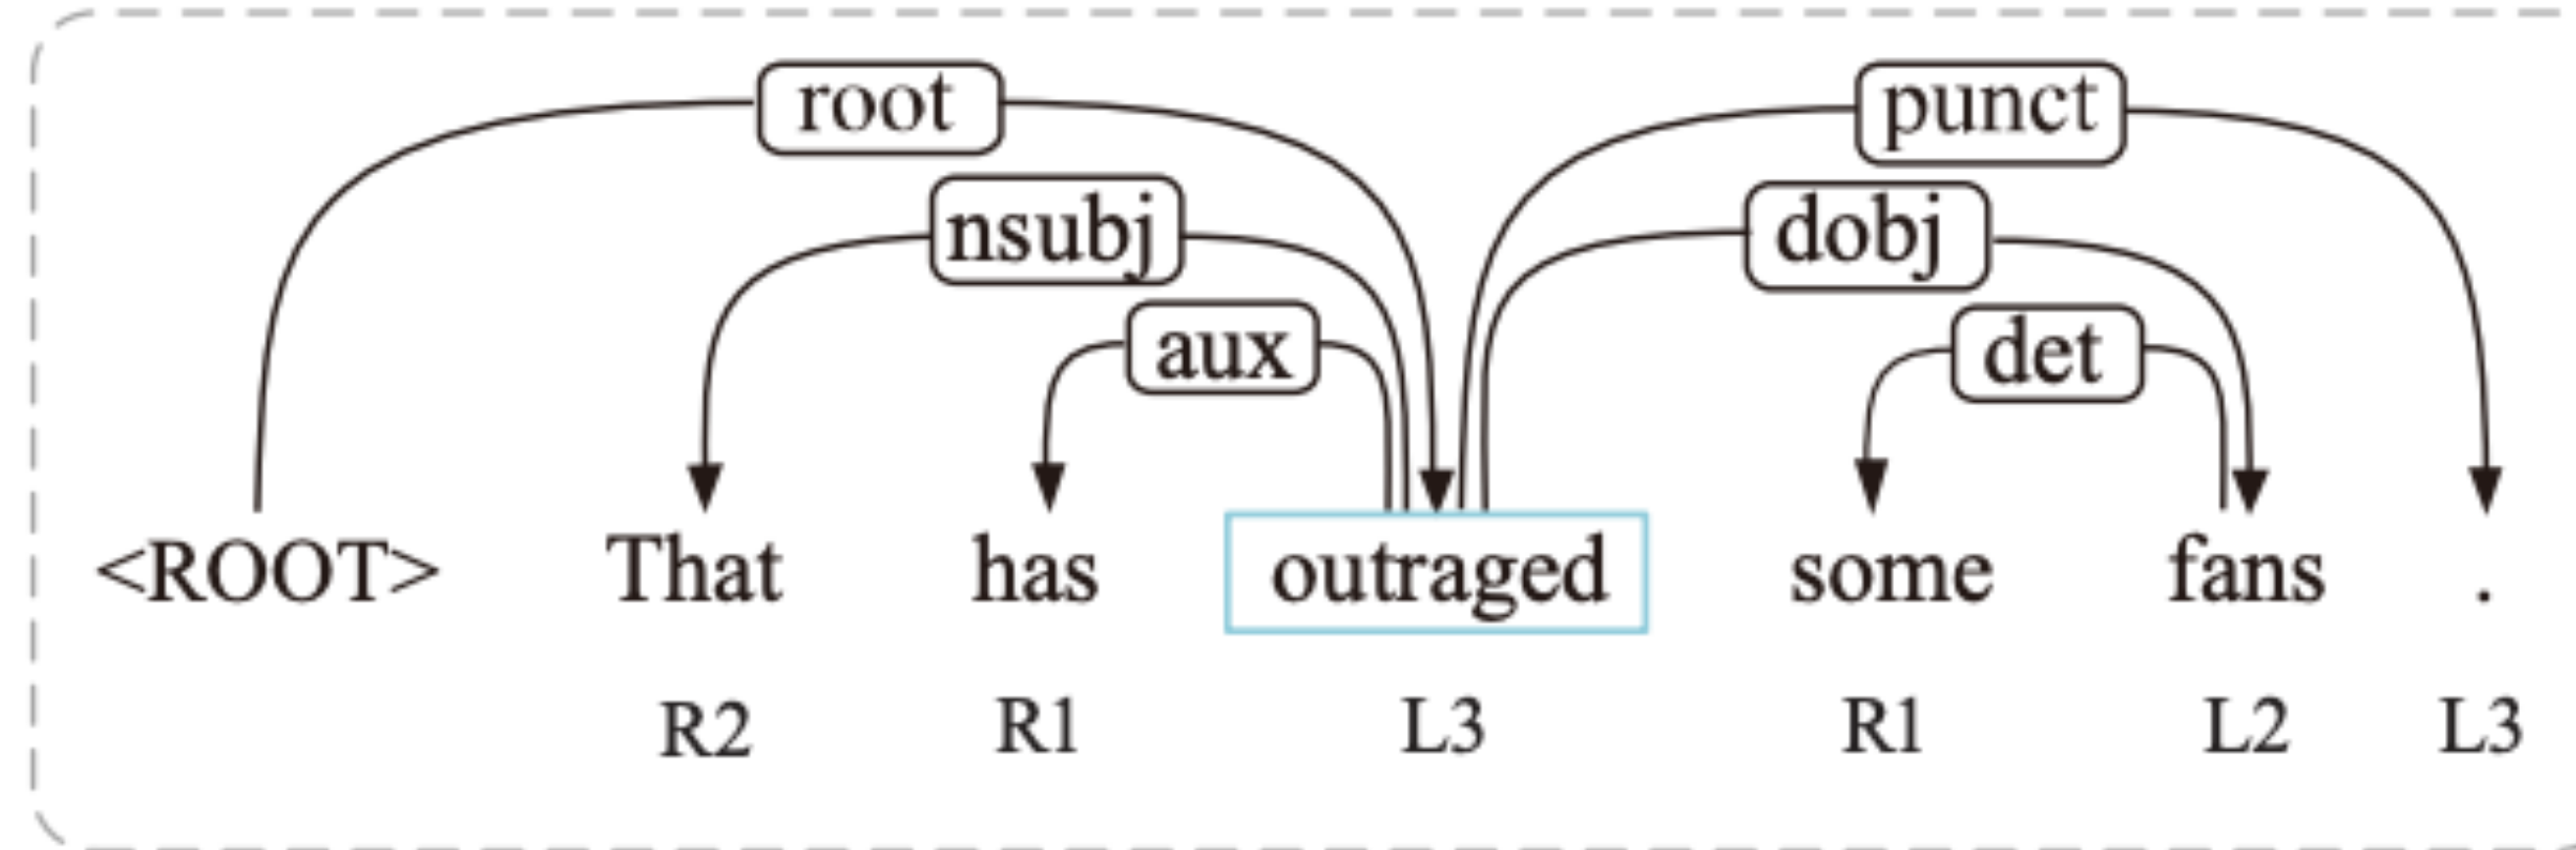 root punct
nsubj dobj
aux det
<ROOT> That has outraged some fans .
R2 R1 L3 R1 L2 L3